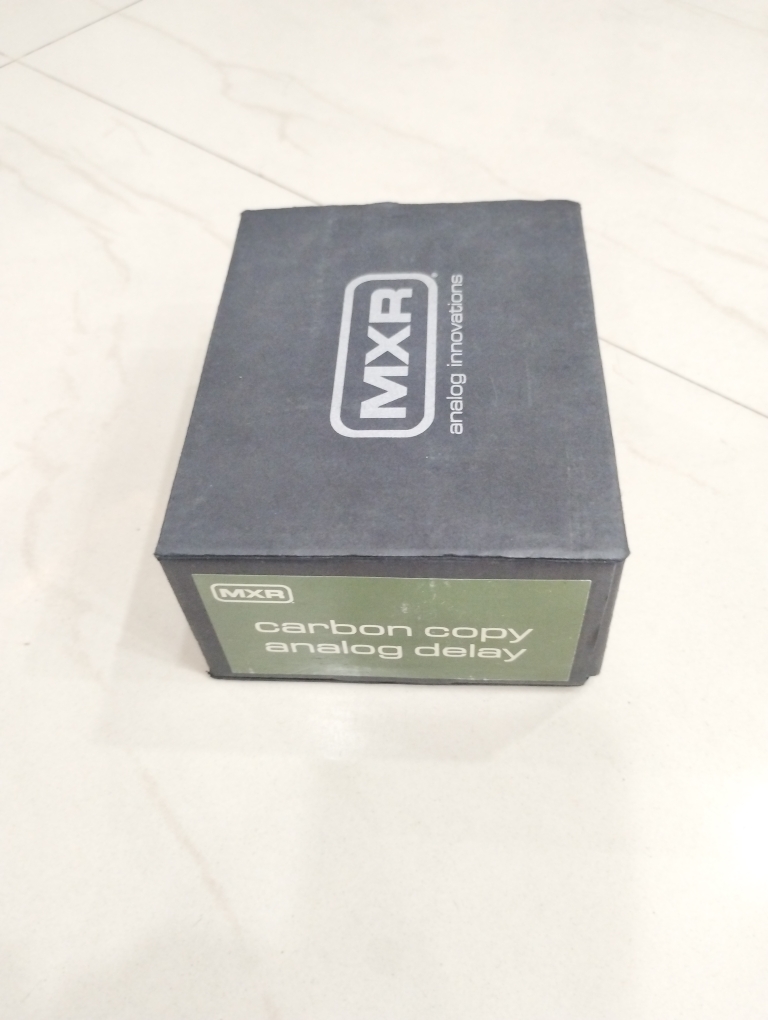 MXR
analog innovations
MXR
carbon copy
analog delay